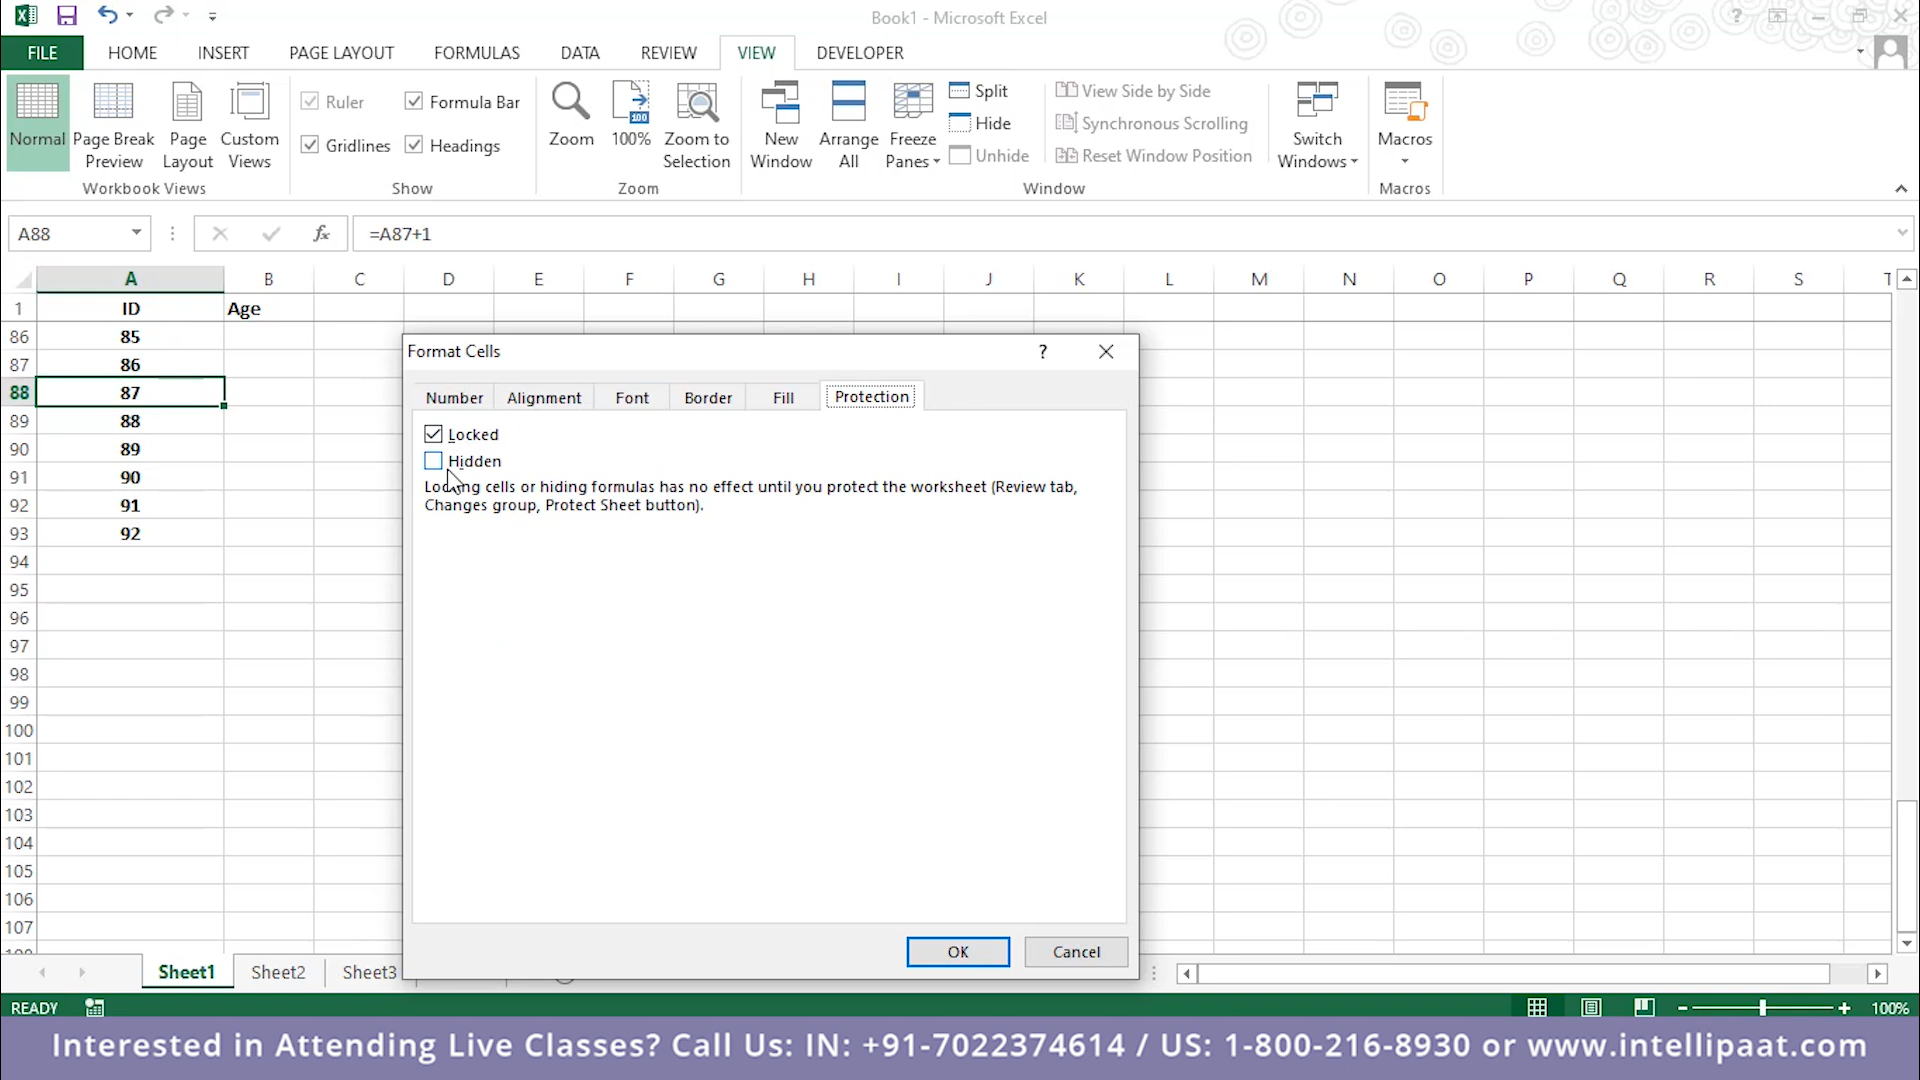 Book1 - Microsoft Excel
FILE HOME INSERT PAGE LAYOUT FORMULAS DATA REVIEW VIEW DEVELOPER
Normal
Page Break Preview
Page Layout
Custom Views
Workbook Views
Ruler
Formula Bar
Gridlines
Headings
Show
Zoom
100%
Zoom to Selection
Zoom
New Window
Arrange All
Freeze Panes
Split
Hide
Unhide
View Side by Side
Synchronous Scrolling
Reset Window Position
Window
Switch Windows
Macros
Macros
A88 fx =A87+1
A B C D E F G H I J K L M N O P Q R S T
1 ID Age
86 85
87 86
88 87
89 88
90 89
91 90
92 91
93 92
94
95
96
97
98
99
100
101
102
103
104
105
106
107
Format Cells ?
Number Alignment Font Border Fill Protection
Locked
Hidden
Locking cells or hiding formulas has no effect until you protect the worksheet (Review tab,
Changes group, Protect Sheet button).
OK Cancel
Sheet1 Sheet2 Sheet3
READY 100%
Interested in Attending Live Classes? Call Us: IN: +91-7022374614 / US: 1-800-216-8930 or www.intellipaat.com